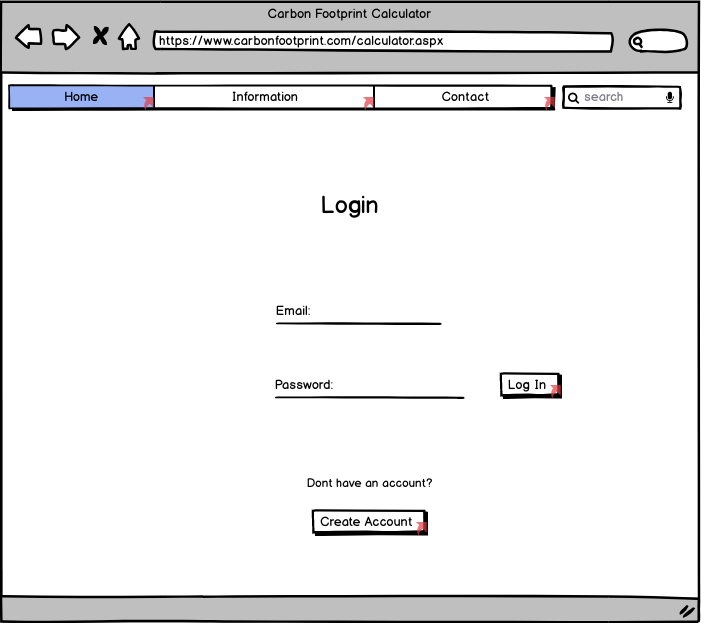 Carbon Footprint Calculator
https://www.carbonfootprint.com/calculator.aspx
Home Information Contact search
Login
Email:
Password: Log In
Dont have an account?
Create Account